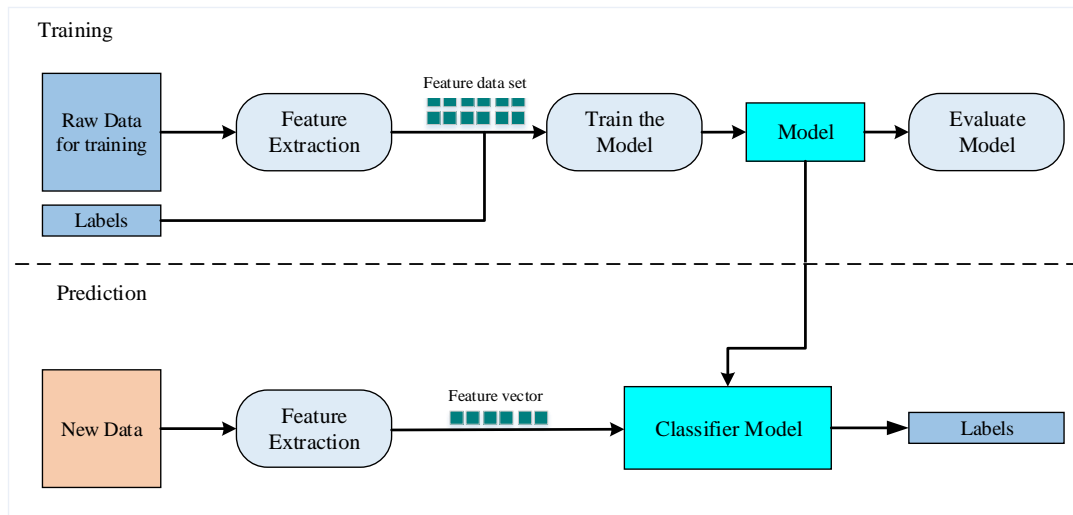 Training
Raw Data
for training
Feature
Extraction
Feature data set
Train the
Model
Model
Evaluate
Model
Labels
Prediction
New Data
Feature
Extraction
Feature vector
Classifier Model
Labels